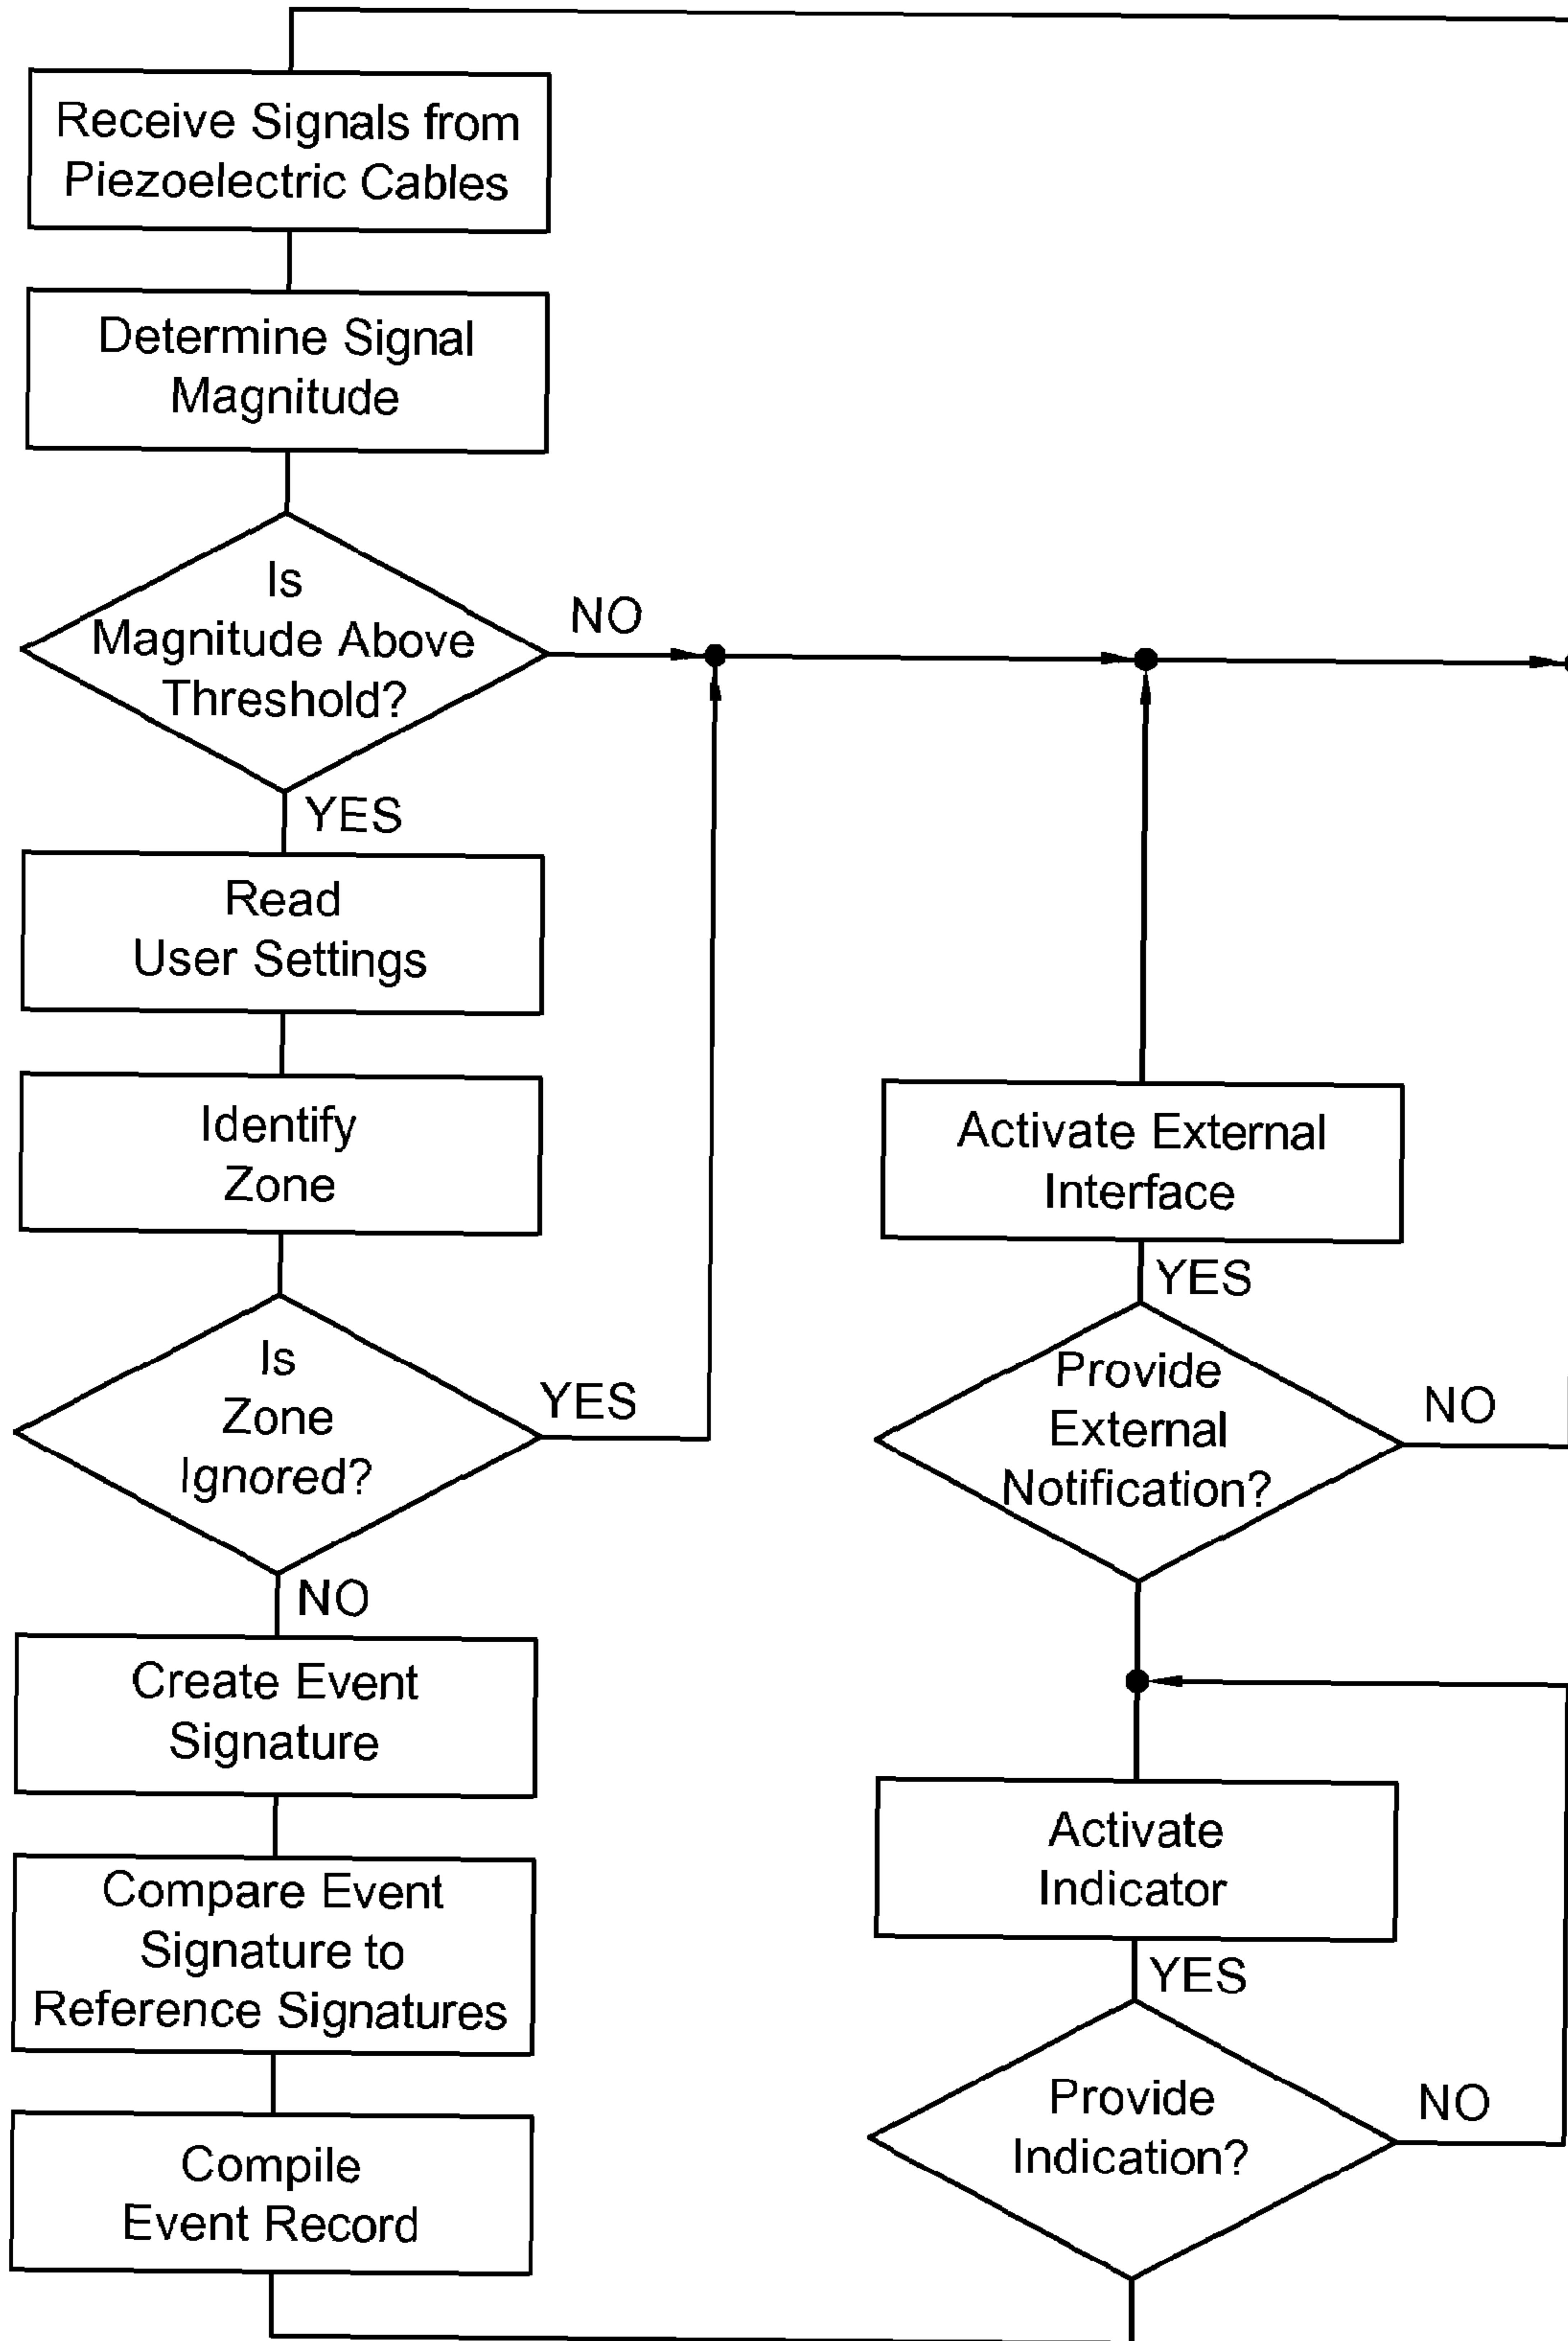 Receive Signals from
Piezoelectric Cables
Determine Signal
Magnitude
Is
Magnitude Above
Threshold?
NO
YES
Read
User Settings
Identify
Zone
Is
Zone
Ignored?
YES
NO
Create Event
Signature
Compare Event
Signature to
Reference Signatures
Compile
Event Record
Activate External
Interface
YES
Provide
External
Notification?
NO
Activate
Indicator
YES
Provide
Indication?
NO